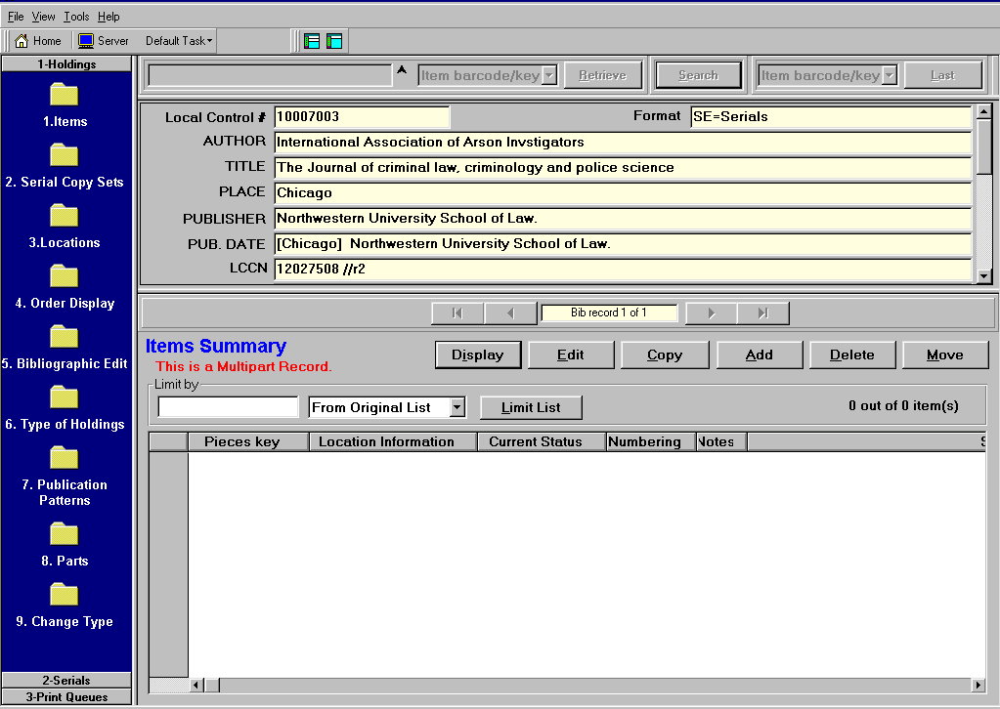 File View Tools Help
Home Server Default Task
1-Holdings
1.Items
2. Serial Copy Sets
3.Locations
4. Order Display
5. Bibliographic Edit
6. Type of Holdings
7. Publication
Patterns
8. Parts
9. Change Type
2-Serials
3-Print Queues
Item barcode/key Retrieve Search Item barcode/key Last
Local Control # 10007003 Format SE=Serials
AUTHOR International Association of Arson Invstigators
TITLE The Journal of criminal law, criminology and police science
PLACE Chicago
PUBLISHER Northwestern University School of Law.
PUB. DATE [Chicago] Northwestern University School of Law.
LCCN 12027508 //r2
Bib record 1 of 1
Items Summary
This is a Multipart Record.
Display Edit Copy Add Delete Move
Limit by
From Original List Limit List 0 out of 0 item(s)
Pieces key Location Information Current Status Numbering Notes S